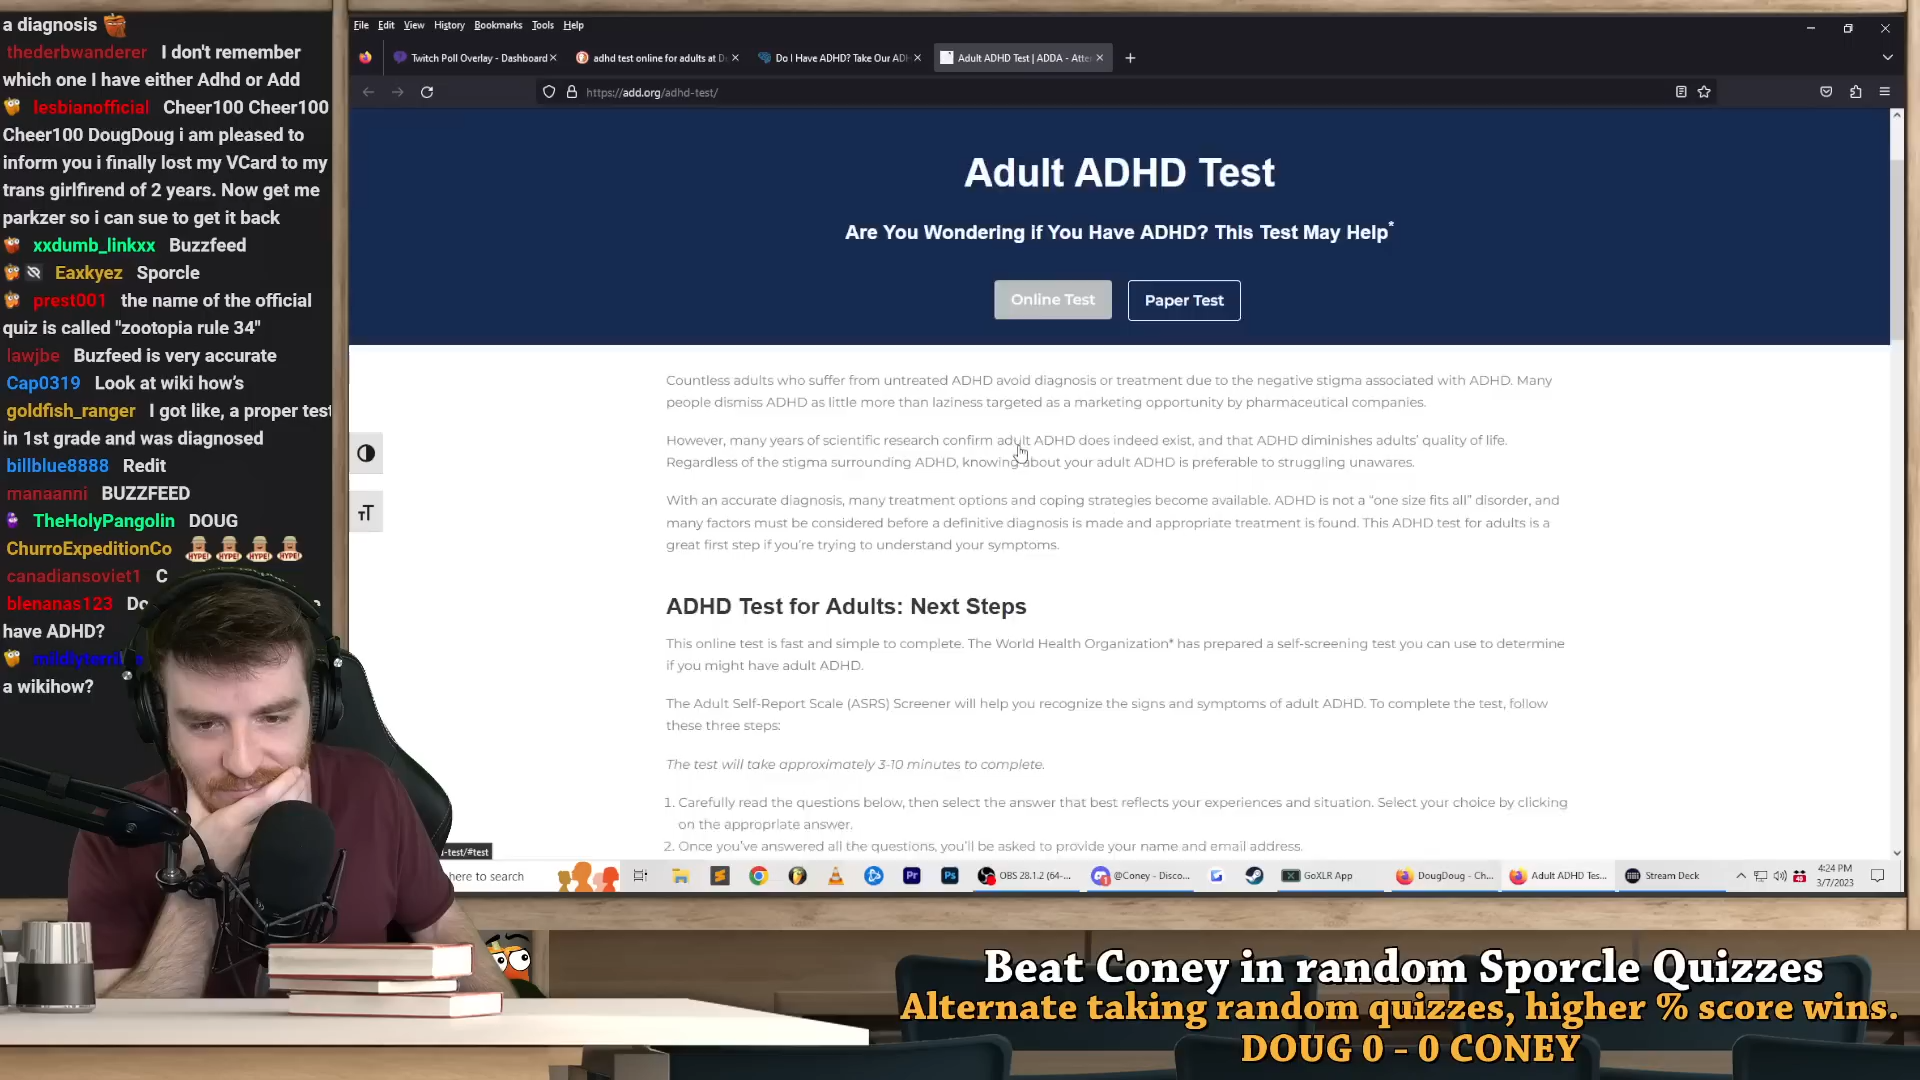 a diagnosis
thederbwanderer I don't remember
which one I have either Adhd or Add
lesbianofficial Cheer100 Cheer100
Cheer100 DougDoug i am pleased to
inform you i finally lost my VCard to my
trans girlfirend of 2 years. Now get me
parkzer so i can sue to get it back
xxdumb_linkxx Buzzfeed
Eaxkyez Sporcle
prest001 the name of the official
quiz is called "zootopia rule 34"
lawjbe Buzfeed is very accurate
Cap0319 Look at wiki how's
goldfish_ranger I got like, a proper test
in 1st grade and was diagnosed
billblue8888 Redit
manaanni BUZZFEED
TheHolyPangolin DOUG
ChurroExpeditionCo HYPE! HYPE! HYPE! HYPE!
canadiansoviet1 C
blenanas123 Do
have ADHD?
a wikihow?
File Edit View History Bookmarks Tools Help
Twitch Poll Overlay - Dashboard
adhd test online for adults at D
Do I Have ADHD? Take Our AD
Adult ADHD Test | ADDA - Atte
https://add.org/adhd-test/
Adult ADHD Test
Are You Wondering if You Have ADHD? This Test May Help*
Online Test
Paper Test
Countless adults who suffer from untreated ADHD avoid diagnosis or treatment due to the negative stigma associated with ADHD. Many
people dismiss ADHD as little more than laziness targeted as a marketing opportunity by pharmaceutical companies.
However, many years of scientific research confirm adult ADHD does indeed exist, and that ADHD diminishes adults' quality of life.
Regardless of the stigma surrounding ADHD, knowing about your adult ADHD is preferable to struggling unawares.
With an accurate diagnosis, many treatment options and coping strategies become available. ADHD is not a "one size fits all" disorder, and
many factors must be considered before a definitive diagnosis is made and appropriate treatment is found. This ADHD test for adults is a
great first step if you're trying to understand your symptoms.
ADHD Test for Adults: Next Steps
This online test is fast and simple to complete. The World Health Organization* has prepared a self-screening test you can use to determine
if you might have adult ADHD.
The Adult Self-Report Scale (ASRS) Screener will help you recognize the signs and symptoms of adult ADHD. To complete the test, follow
these three steps:
The test will take approximately 3-10 minutes to complete.
1. Carefully read the questions below, then select the answer that best reflects your experiences and situation. Select your choice by clicking
on the appropriate answer.
2. Once you've answered all the questions, you'll be asked to provide your name and email address.
-test/#test
here to search
OBS 28.1.2 (64-...
@Coney - Disco...
GoXLR App
DougDoug - Ch...
Adult ADHD Tes...
Stream Deck
4:24 PM
3/7/2023
Beat Coney in random Sporcle Quizzes
Alternate taking random quizzes, higher % score wins.
DOUG 0 - 0 CONEY